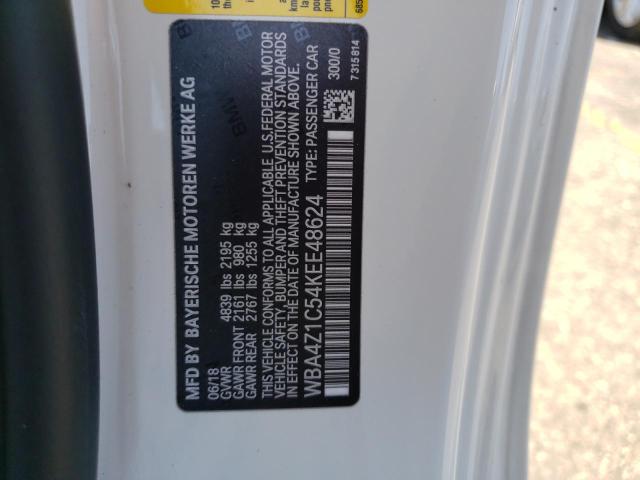 MFD BY BAYERISCHE MOTOREN WERKE AG
06/18
GVWR 4839 lbs 2195 kg
GAWR FRONT 2161 lbs 980 kg
GAWR REAR 2767 lbs 1255 kg
THIS VEHICLE CONFORMS TO ALL APPLICABLE U.S.FEDERAL MOTOR
VEHICLE SAFETY, BUMPER AND THEFT PREVENTION STANDARDS
IN EFFECT ON THE DATE OF MANUFACTURE SHOWN ABOVE.
WBA4Z1C54KEE48624 TYPE: PASSENGER CAR
300/0
7 315 814
BMW